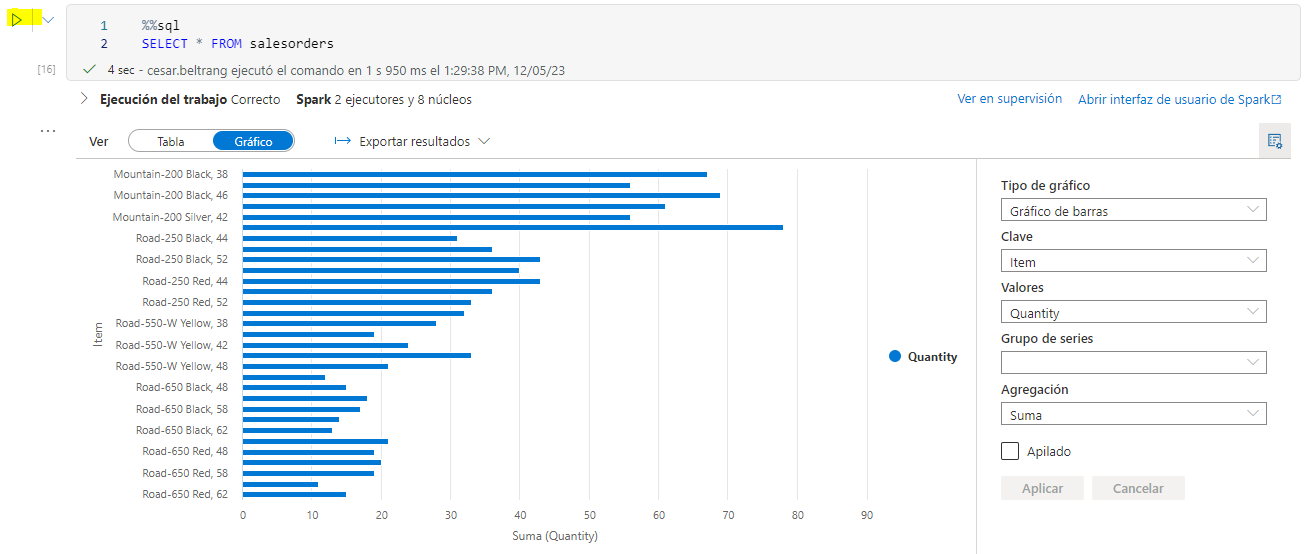 1 %%sql
2 SELECT * FROM salesorders
[16] 4 sec - cesar.beltrang ejecutó el comando en 1 s 950 ms el 1:29:38 PM, 12/05/23
Ejecución del trabajo Correcto Spark 2 ejecutores y 8 núcleos Ver en supervisión Abrir interfaz de usuario de Spark
Ver Tabla Gráfico Exportar resultados
Mountain-200 Black, 38
Mountain-200 Black, 46
Mountain-200 Silver, 42
Road-250 Black, 44
Road-250 Black, 52
Road-250 Red, 44
Road-250 Red, 52
Road-550-W Yellow, 38
Road-550-W Yellow, 42
Road-550-W Yellow, 48
Road-650 Black, 48
Road-650 Black, 58
Road-650 Black, 62
Road-650 Red, 48
Road-650 Red, 58
Road-650 Red, 62
Item
0 10 20 30 40 50 60 70 80 90
Suma (Quantity)
Quantity
Tipo de gráfico
Gráfico de barras
Clave
Item
Valores
Quantity
Grupo de series
Agregación
Suma
Apilado
Aplicar Cancelar